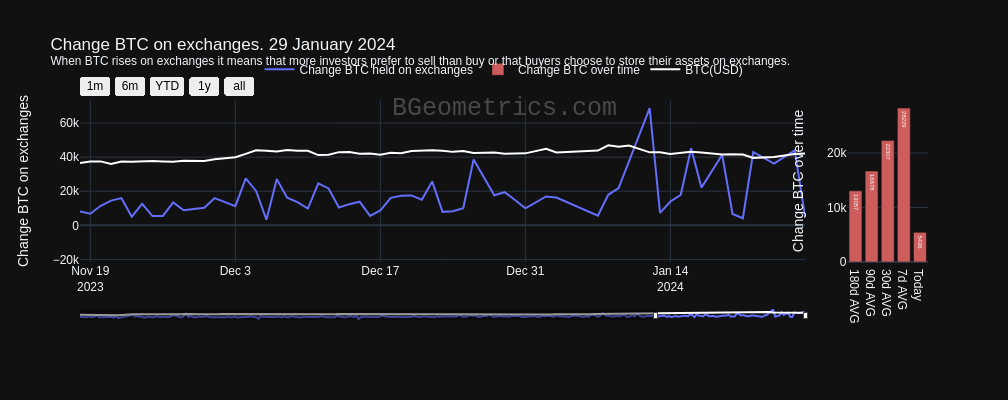 Change BTC on exchanges. 29 January 2024
When BTC rises on exchanges it means that more investors prefer to sell than buy or that buyers choose to store their assets on exchanges.
Change BTC held on exchanges Change BTC over time BTC(USD)
1m 6m YTD 1y all
BGeometrics.com
Change BTC on exchanges
60k
40k
20k
0
−20k
Nov 19
2023
Dec 3
Dec 17
Dec 31
Jan 14
2024
Change BTC over time
20k
10k
0
180d AVG
90d AVG
30d AVG
7d AVG
Today